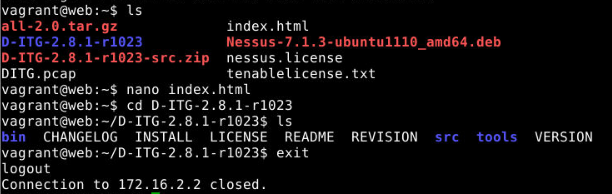 vagrant@web:~$ ls
all-2.0.tar.gz index.html
D-ITG-2.8.1-r1023 Nessus-7.1.3-ubuntu1110_amd64.deb
D-ITG-2.8.1-r1023-src.zip nessus.license
DITG.pcap tenablelicense.txt
vagrant@web:~$ nano index.html
vagrant@web:~$ cd D-ITG-2.8.1-r1023
vagrant@web:~/D-ITG-2.8.1-r1023$ ls
bin CHANGELOG INSTALL LICENSE README REVISION src tools VERSION
vagrant@web:~/D-ITG-2.8.1-r1023$ exit
logout
Connection to 172.16.2.2 closed.